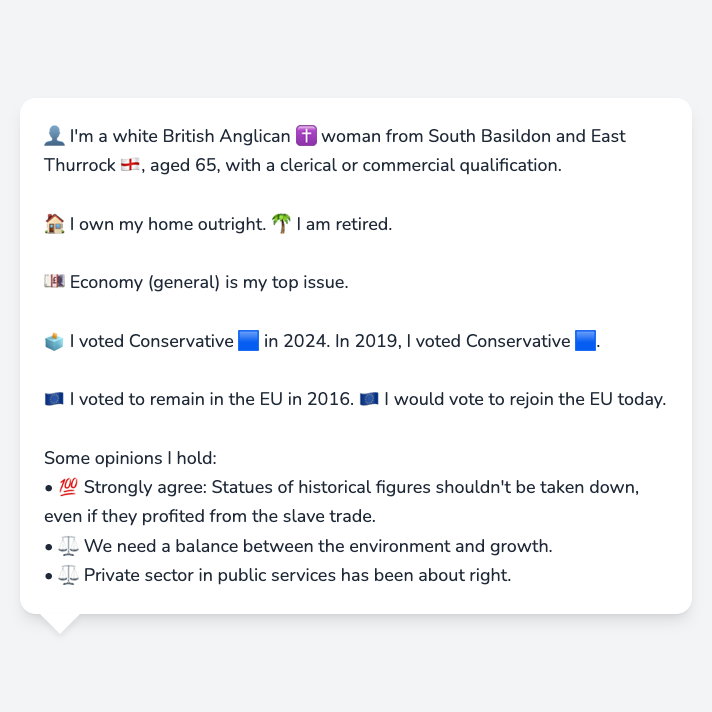 👤 I'm a white British Anglican ✝️ woman from South Basildon and East
Thurrock 🏴󠁧󠁢󠁥󠁮󠁧󠁿, aged 65, with a clerical or commercial qualification.
🏠 I own my home outright. 🌴 I am retired.
💷 Economy (general) is my top issue.
🗳️ I voted Conservative 🟦 in 2024. In 2019, I voted Conservative 🟦.
🇪🇺 I voted to remain in the EU in 2016. 🇪🇺 I would vote to rejoin the EU today.
Some opinions I hold:
• 💯 Strongly agree: Statues of historical figures shouldn't be taken down,
even if they profited from the slave trade.
• ⚖️ We need a balance between the environment and growth.
• ⚖️ Private sector in public services has been about right.